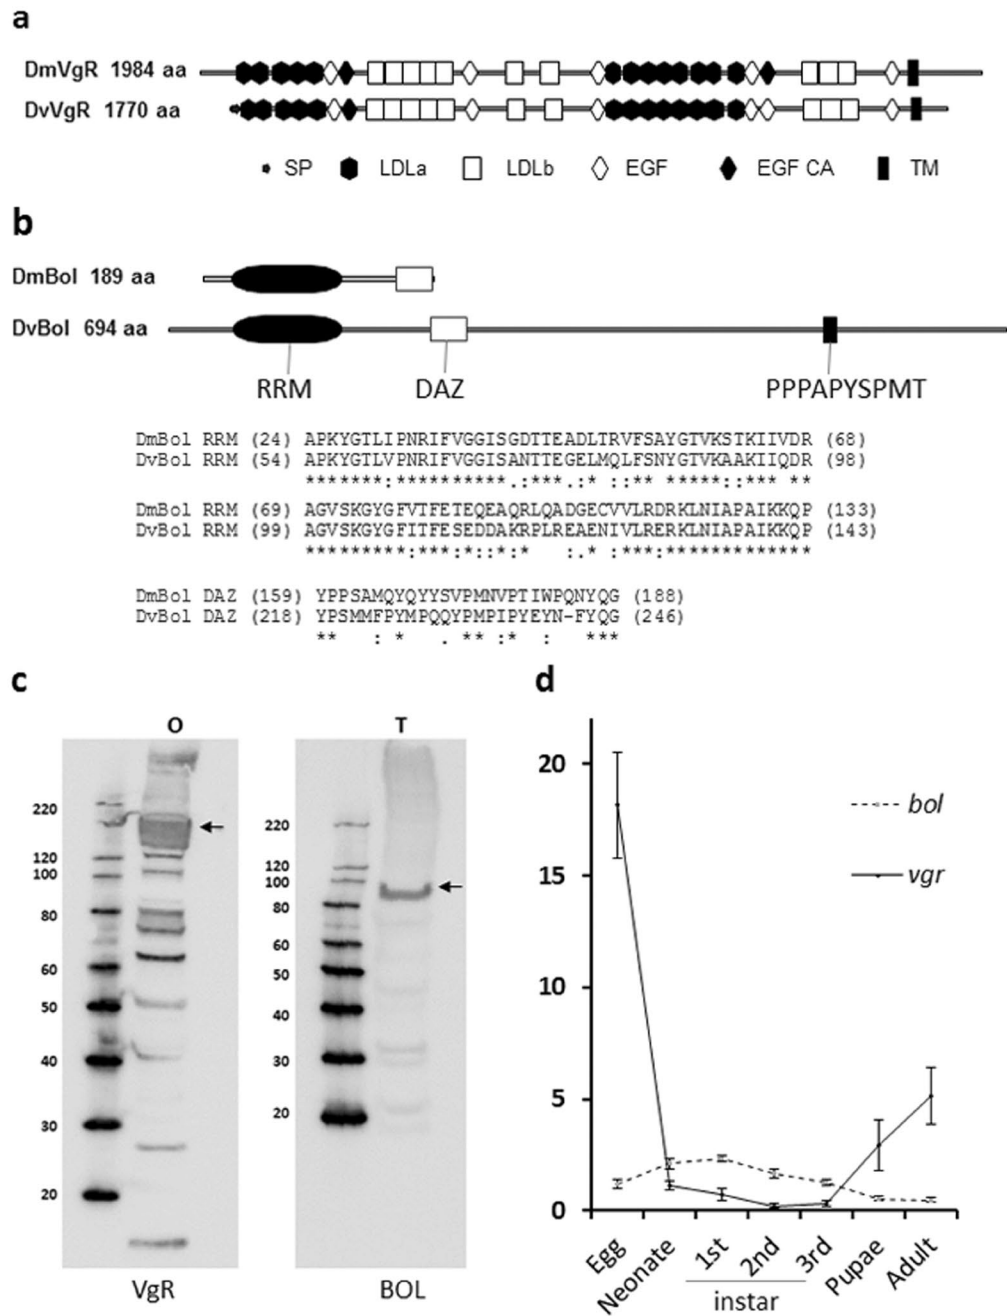 a
DmVgR 1984 aa
DvVgR 1770 aa
SP LDLa LDLb EGF EGF CA TM
b
DmBol 189 aa
DvBol 694 aa
RRM DAZ PPPAPYSPMT
DmBol RRM (24) APKYGTLIPNRIFVGGISGDTTEADLTRVFSAYGTVKSTKIIVDR (68)
DvBol RRM (54) APKYGTLVPNRIFVGGISANTTEGELMQLFSNYGTVKAAKIIQDR (98)
*******:**********.:***.:* :** *****::*** **
DmBol RRM (69) AGVSKGYGFVTFETEQEAQRLQADGECVVLRDRKLNIAPAIKKQP (133)
DvBol RRM (99) AGVSKGYGFITFESEDDAKRPLREAENIVLRERKLNIAPAIKKQP (143)
*********:***:*::*:* :.* :***:*************
DmBol DAZ (159) YPPSAMQYQYYSVPMNVPTIWPQNYQG (188)
DvBol DAZ (218) YPSMMFPYMPQQYPMPIPYEYN-FYQG (246)
** : * . ** :* : ***
c
O T
220
120
100
80
60
50
40
30
20
VgR
220
120
100
80
60
50
40
30
20
BOL
d
20
15
10
5
0
bol
vgr
Egg Neonate 1st 2nd 3rd Pupae Adult
instar